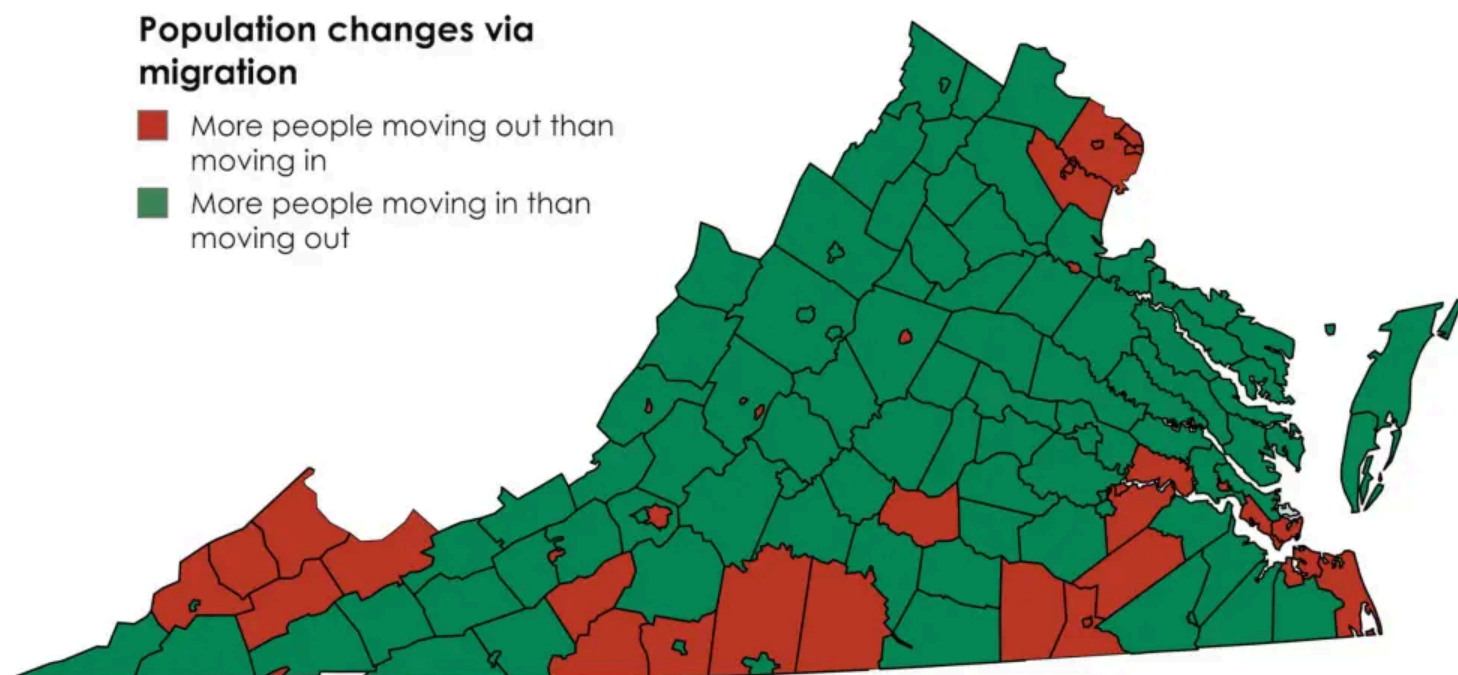 Population changes via
migration
More people moving out than
moving in
More people moving in than
moving out